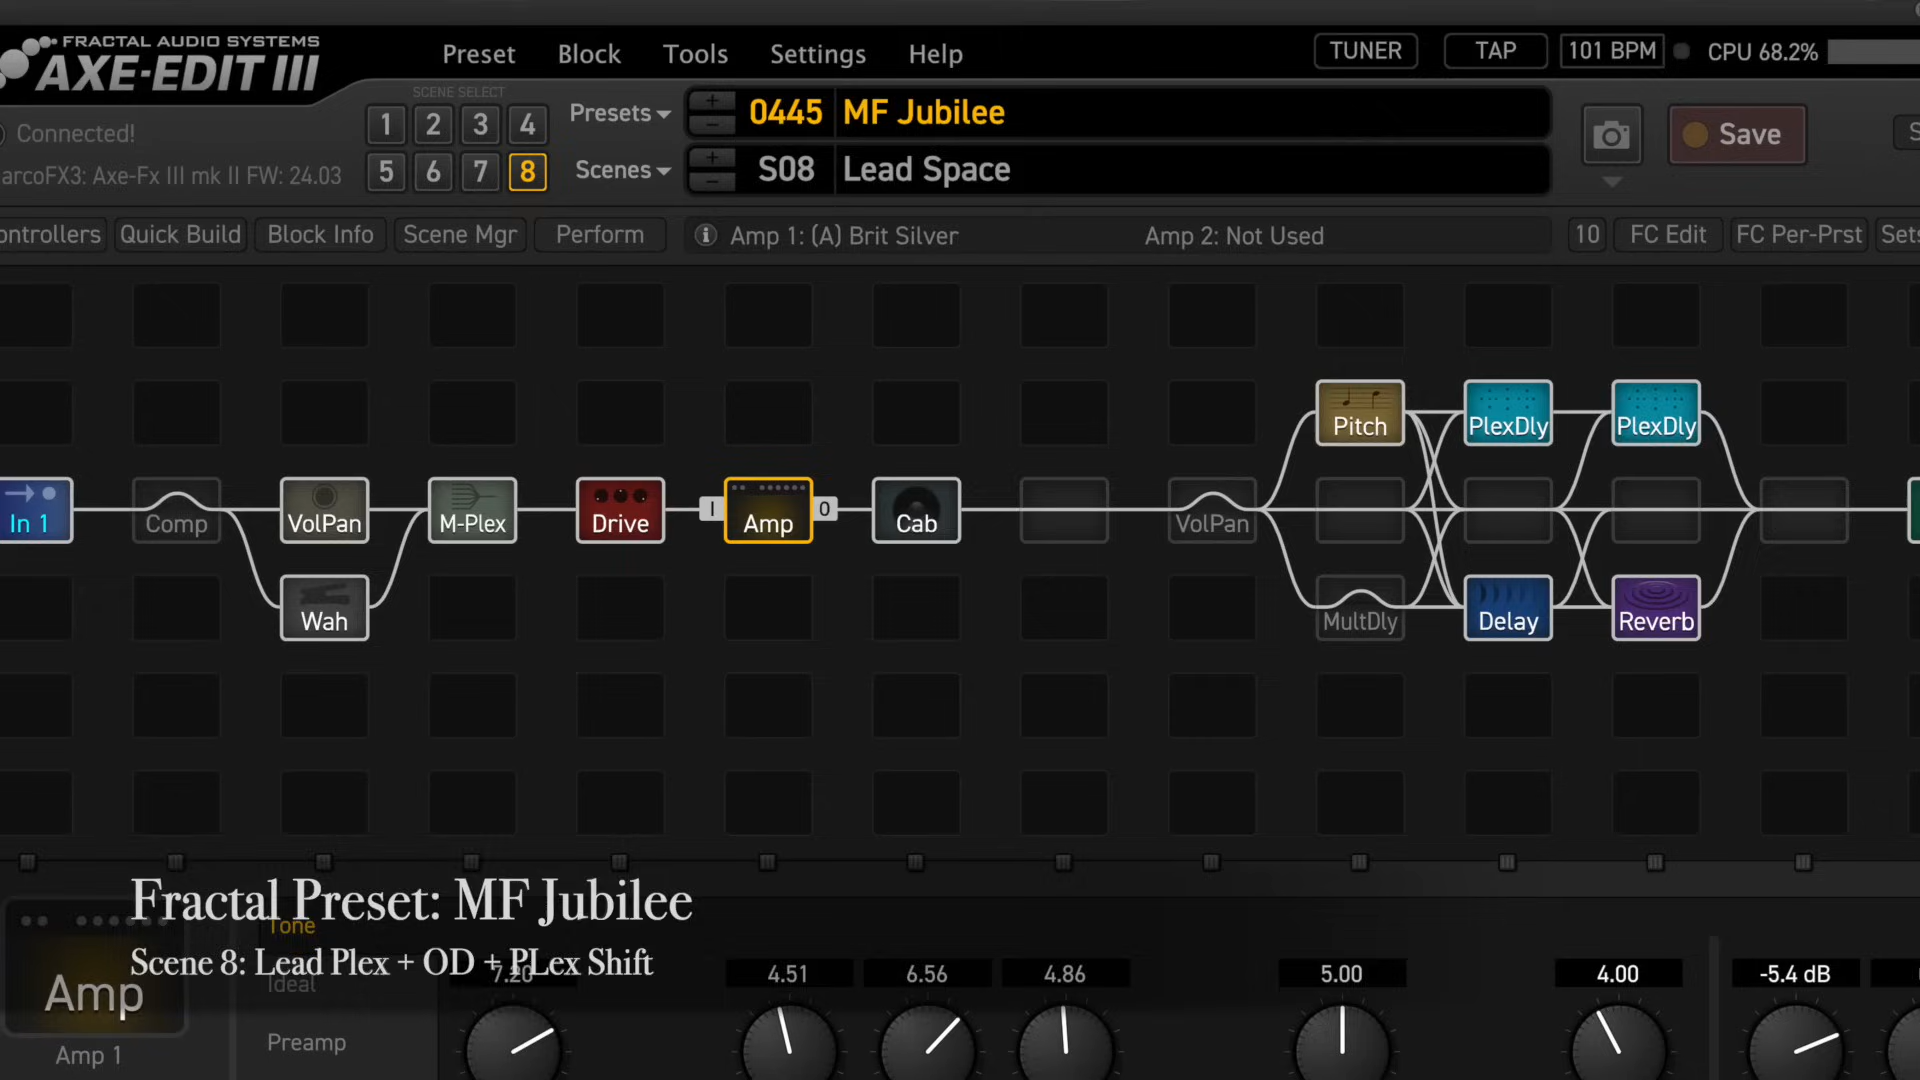 FRACTAL AUDIO SYSTEMS
AXE-EDIT III
Preset Block Tools Settings Help
TUNER TAP 101 BPM CPU 68.2%
SCENE SELECT
1 2 3 4
5 6 7 8
Presets 0445 MF Jubilee
Scenes S08 Lead Space
Save
Connected!
arcoFX3: Axe-Fx III mk II FW: 24.03
ontrollers Quick Build Block Info Scene Mgr Perform
Amp 1: (A) Brit Silver Amp 2: Not Used
10 FC Edit FC Per-Prst Sets
Pitch PlexDly PlexDly
In 1 Comp VolPan M-Plex Drive I Amp O Cab VolPan
Wah MultDly Delay Reverb
Fractal Preset: MF Jubilee
Tone
Scene 8: Lead Plex + OD + PLex Shift
Ideal
7.20 4.51 6.56 4.86 5.00 4.00 -5.4 dB
Amp
Preamp
Amp 1